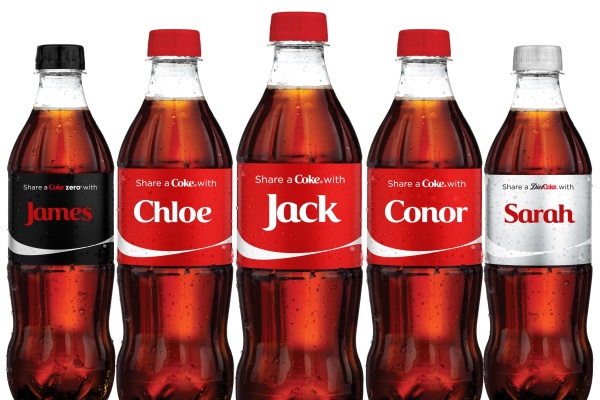 Share a Coke zero with
James
Share a Coke with
Chloe
Share a Coke with
Jack
Share a Coke with
Conor
Share a Diet Coke with
Sarah